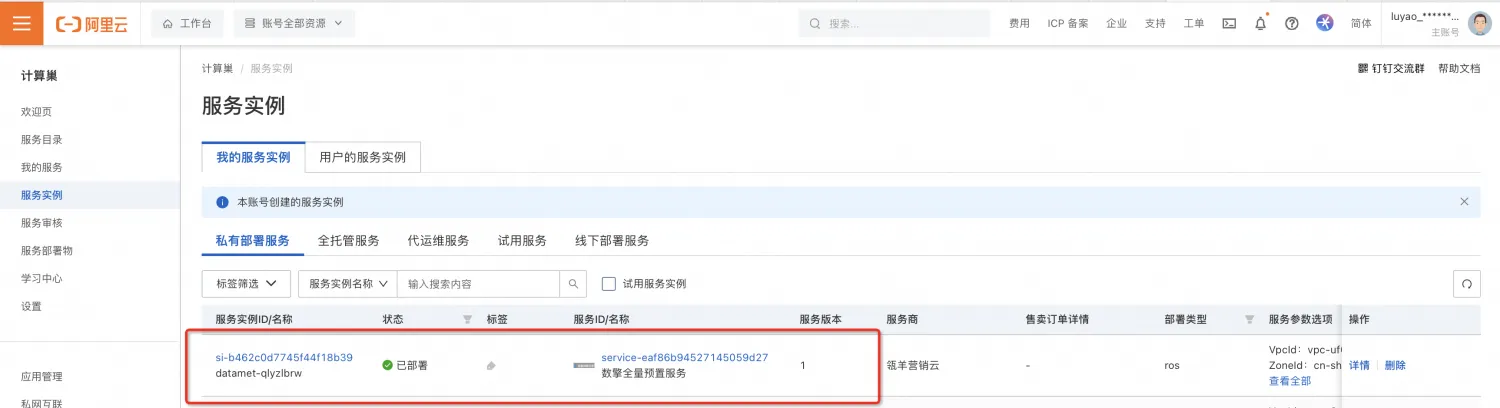 阿里云 工作台 账号全部资源 搜索... 费用 ICP 备案 企业 支持 工单 简体 luyao_******...
主账号
计算巢
欢迎页
服务目录
我的服务
服务实例
服务审核
服务部署物
学习中心
设置
应用管理
私网互联
计算巢 / 服务实例 钉钉交流群 帮助文档
服务实例
我的服务实例 用户的服务实例
本账号创建的服务实例
私有部署服务 全托管服务 代运维服务 试用服务 线下部署服务
标签筛选 服务实例名称 输入搜索内容 试用服务实例
服务实例ID/名称 状态 标签 服务ID/名称 服务版本 服务商 售卖订单详情 部署类型 服务参数选项 操作
si-b462c0d7745f44f18b39 已部署 service-eaf86b94527145059d27 1 瓴羊营销云 - ros VpcId：vpc-uf 详情 删除
datamet-qlyzlbrw 数擎全量预置服务 ZoneId：cn-sh
查看全部